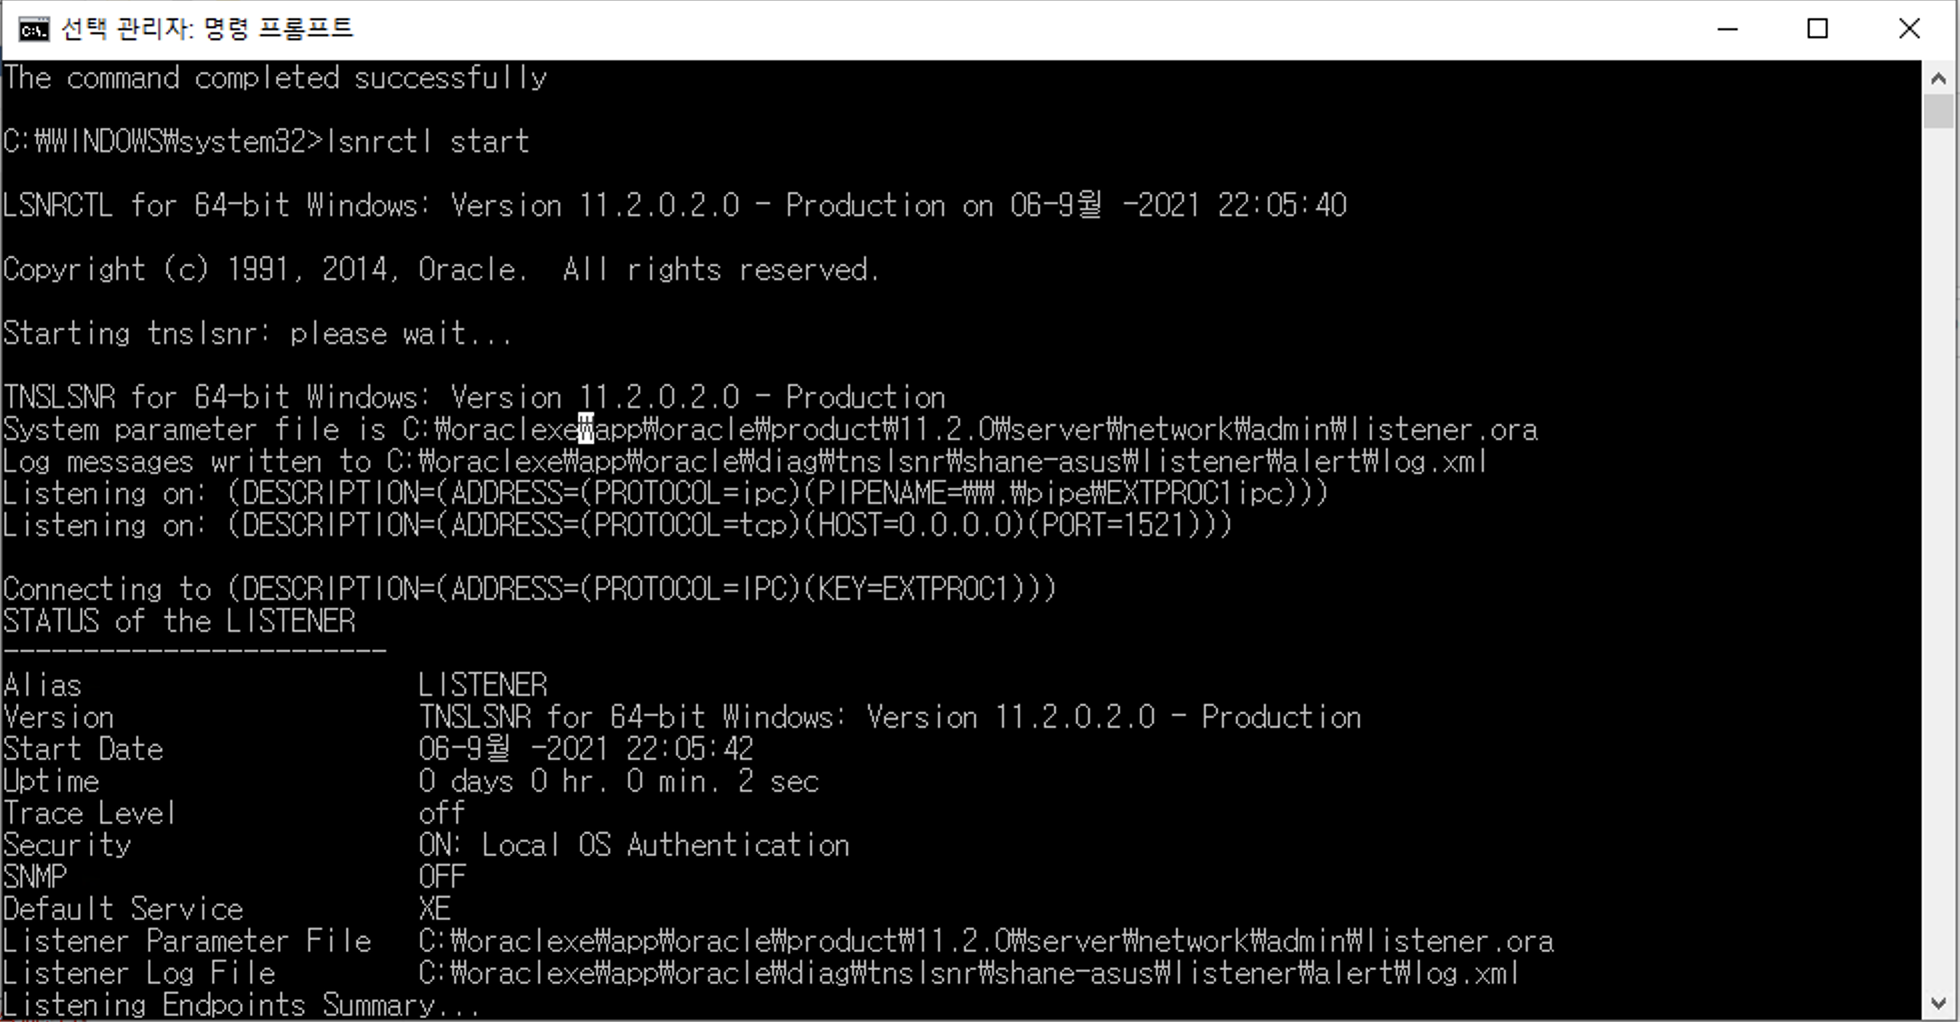 선택 관리자: 명령 프롬프트
The command completed successfully
C:₩WINDOWS₩system32>lsnrctl start
LSNRCTL for 64-bit Windows: Version 11.2.0.2.0 - Production on 06-9월 -2021 22:05:40
Copyright (c) 1991, 2014, Oracle.  All rights reserved.
Starting tnslsnr: please wait...
TNSLSNR for 64-bit Windows: Version 11.2.0.2.0 - Production
System parameter file is C:₩oraclexe₩app₩oracle₩product₩11.2.0₩server₩network₩admin₩listener.ora
Log messages written to C:₩oraclexe₩app₩oracle₩diag₩tnslsnr₩shane-asus₩listener₩alert₩log.xml
Listening on: (DESCRIPTION=(ADDRESS=(PROTOCOL=ipc)(PIPENAME=₩₩.₩pipe₩EXTPROC1ipc)))
Listening on: (DESCRIPTION=(ADDRESS=(PROTOCOL=tcp)(HOST=0.0.0.0)(PORT=1521)))
Connecting to (DESCRIPTION=(ADDRESS=(PROTOCOL=IPC)(KEY=EXTPROC1)))
STATUS of the LISTENER
------------------------
Alias                     LISTENER
Version                   TNSLSNR for 64-bit Windows: Version 11.2.0.2.0 - Production
Start Date                06-9월 -2021 22:05:42
Uptime                    0 days 0 hr. 0 min. 2 sec
Trace Level               off
Security                  ON: Local OS Authentication
SNMP                      OFF
Default Service           XE
Listener Parameter File   C:₩oraclexe₩app₩oracle₩product₩11.2.0₩server₩network₩admin₩listener.ora
Listener Log File         C:₩oraclexe₩app₩oracle₩diag₩tnslsnr₩shane-asus₩listener₩alert₩log.xml
Listening Endpoints Summary...